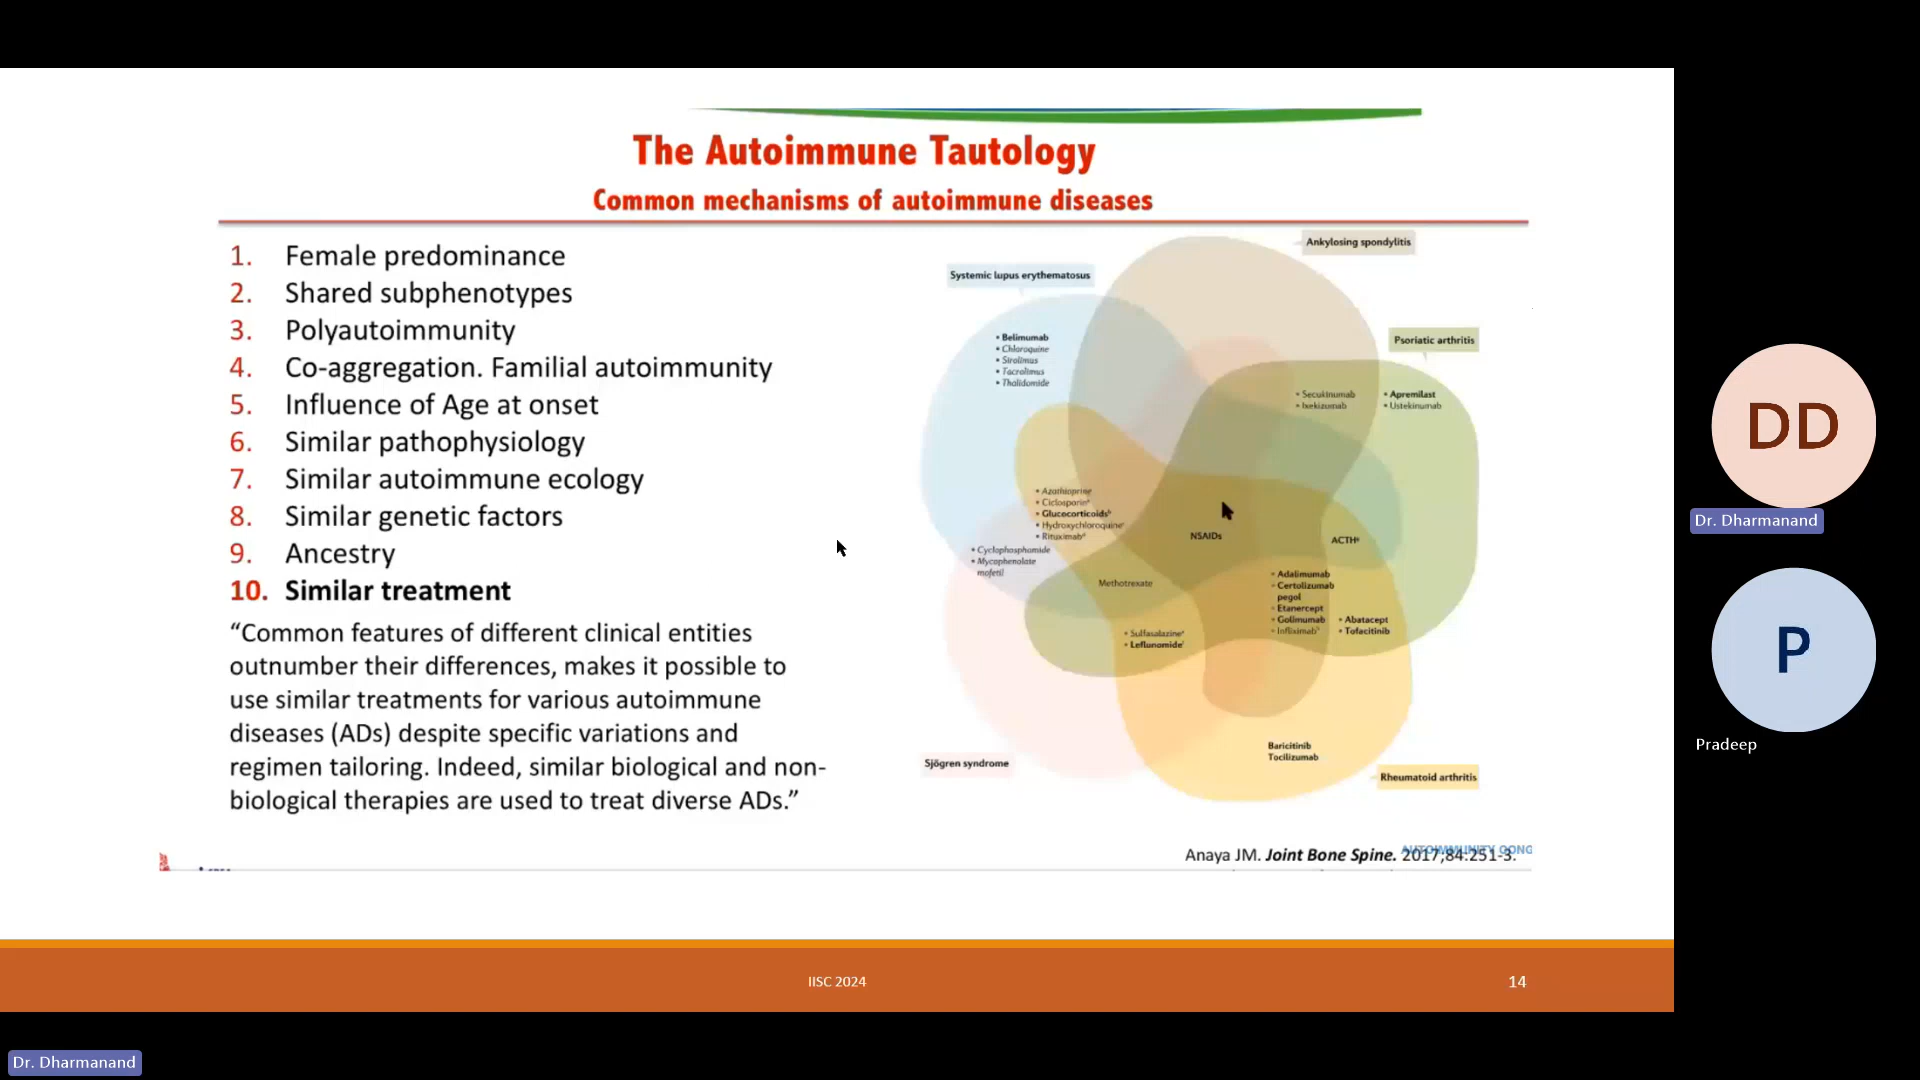 The Autoimmune Tautology
Common mechanisms of autoimmune diseases
1. Female predominance
2. Shared subphenotypes
3. Polyautoimmunity
4. Co-aggregation. Familial autoimmunity
5. Influence of Age at onset
6. Similar pathophysiology
7. Similar autoimmune ecology
8. Similar genetic factors
9. Ancestry
10. Similar treatment
“Common features of different clinical entities
outnumber their differences, makes it possible to
use similar treatments for various autoimmune
diseases (ADs) despite specific variations and
regimen tailoring. Indeed, similar biological and non-
biological therapies are used to treat diverse ADs.”
Ankylosing spondylitis
Systemic lupus erythematosus
• Belimumab
• Chloroquine
• Sirolimus
• Tacrolimus
• Thalidomide
Psoriatic arthritis
• Secukinumab
• Ixekizumab
• Apremilast
• Ustekinumab
• Azathioprine
• Ciclosporin
• Glucocorticoids
• Hydroxychloroquine
• Rituximab
• Cyclophosphamide
• Mycophenolate
mofetil
NSAIDs
ACTH
Methotrexate
• Adalimumab
• Certolizumab
pegol
• Etanercept
• Golimumab
• Infliximab
• Abatacept
• Tofacitinib
• Sulfasalazine
• Leflunomide
Baricitinib
Tocilizumab
Sjögren syndrome
Rheumatoid arthritis
Anaya JM. Joint Bone Spine. 2017;84:251-3.
AUTOIMMUNITY CONG
IISC 2024
14
DD
Dr. Dharmanand
P
Pradeep
Dr. Dharmanand